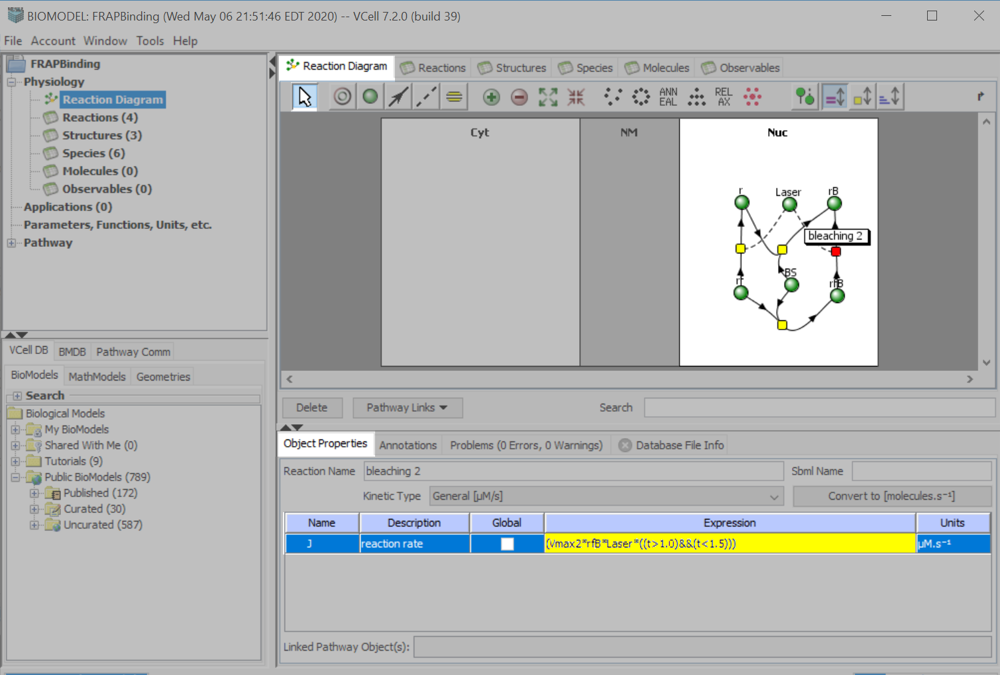 BIOMODEL: FRAPBinding (Wed May 06 21:51:46 EDT 2020) -- VCell 7.2.0 (build 39)
File Account Window Tools Help
FRAPBinding
Physiology
Reaction Diagram
Reactions (4)
Structures (3)
Species (6)
Molecules (0)
Observables (0)
Applications (0)
Parameters, Functions, Units, etc.
Pathway
VCell DB BMDB Pathway Comm
BioModels MathModels Geometries
Search
Biological Models
My BioModels
Shared With Me (0)
Tutorials (9)
Public BioModels (789)
Published (172)
Curated (30)
Uncurated (587)
Reaction Diagram Reactions Structures Species Molecules Observables
ANN
EAL
REL
AX
Cyt NM Nuc
r Laser rB
bleaching 2
BS
rf rfB
Delete Pathway Links Search
Object Properties Annotations Problems (0 Errors, 0 Warnings) Database File Info
Reaction Name bleaching 2 Sbml Name
Kinetic Type General [µM/s] Convert to [molecules.s⁻¹]
Name Description Global Expression Units
J reaction rate (Vmax2*rfB*Laser*((t>1.0)&&(t<1.5))) µM.s⁻¹
Linked Pathway Object(s):